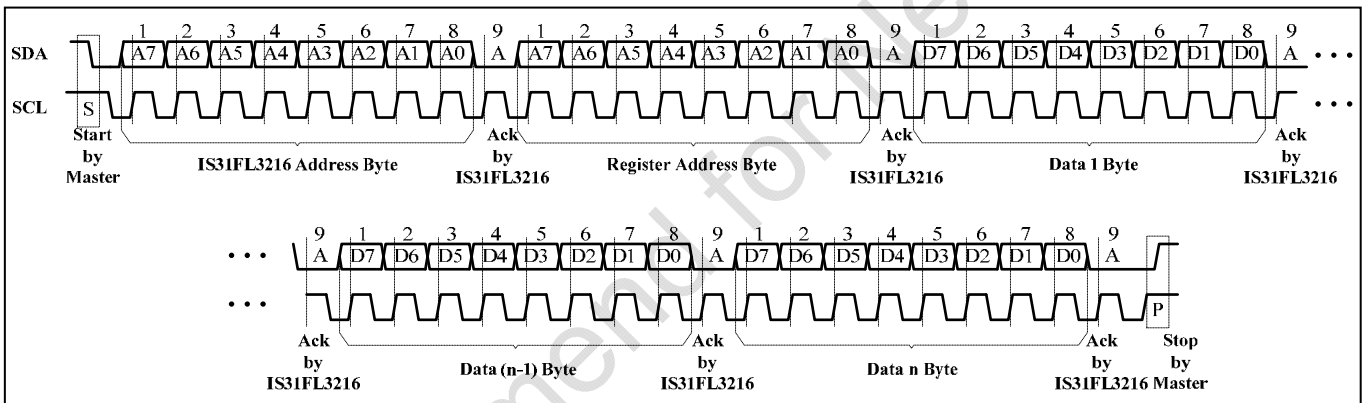 1 2 3 4 5 6 7 8 9 1 2 3 4 5 6 7 8 9 1 2 3 4 5 6 7 8 9
SDA A7 A6 A5 A4 A3 A2 A1 A0 A A7 A6 A5 A4 A3 A2 A1 A0 A D7 D6 D5 D4 D3 D2 D1 D0 A • • •
SCL S • • •
Start by Master
IS31FL3216 Address Byte
Ack by IS31FL3216
Register Address Byte
Ack by IS31FL3216
Data 1 Byte
Ack by IS31FL3216
9 1 2 3 4 5 6 7 8 9 1 2 3 4 5 6 7 8 9
• • • A D7 D6 D5 D4 D3 D2 D1 D0 A D7 D6 D5 D4 D3 D2 D1 D0 A
• • • P
Ack by IS31FL3216
Data (n-1) Byte
Ack by IS31FL3216
Data n Byte
Ack by IS31FL3216
Stop by Master